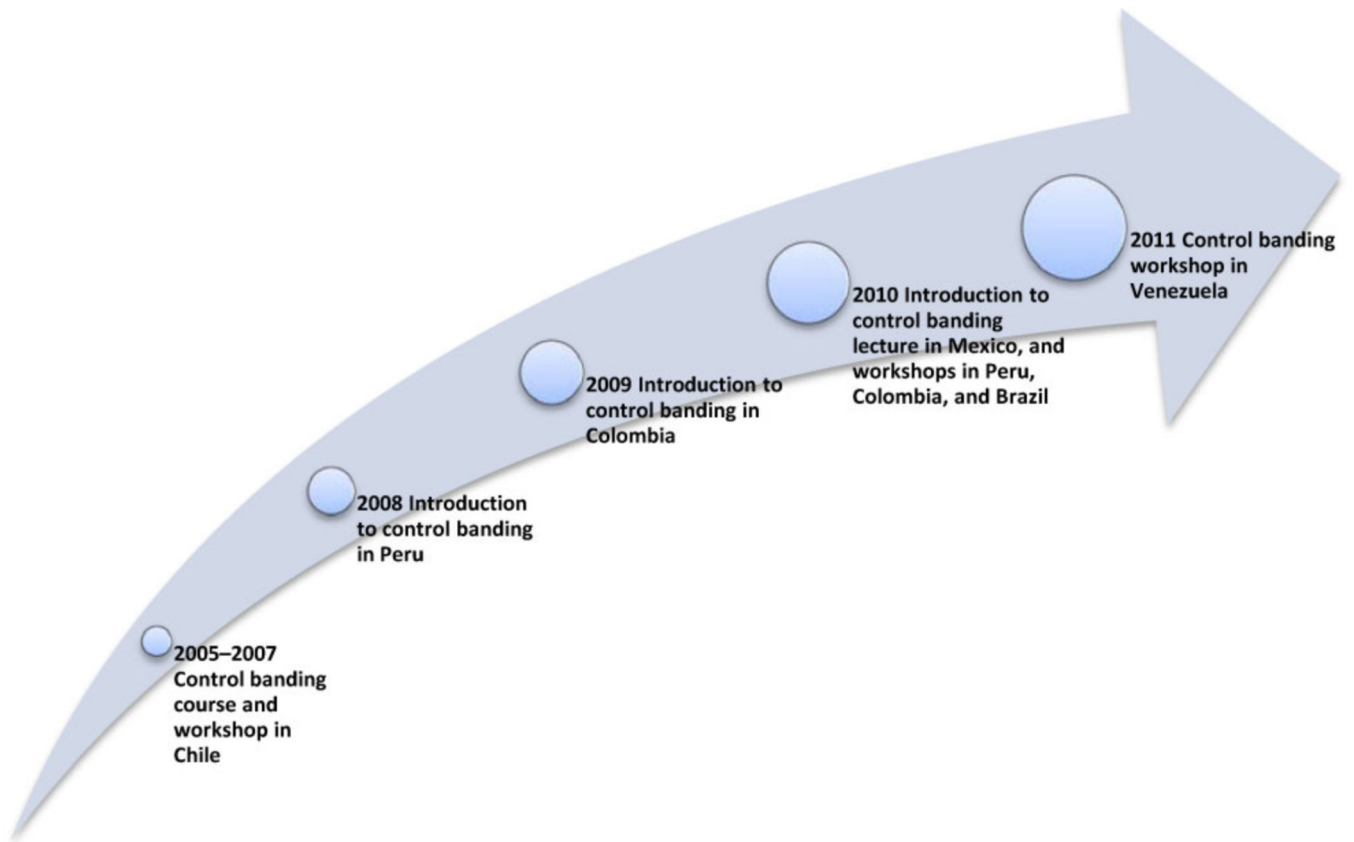 2005–2007
Control banding
course and
workshop in
Chile
2008 Introduction
to control banding
in Peru
2009 Introduction to
control banding in
Colombia
2010 Introduction to
control banding
lecture in Mexico, and
workshops in Peru,
Colombia, and Brazil
2011 Control banding
workshop in
Venezuela